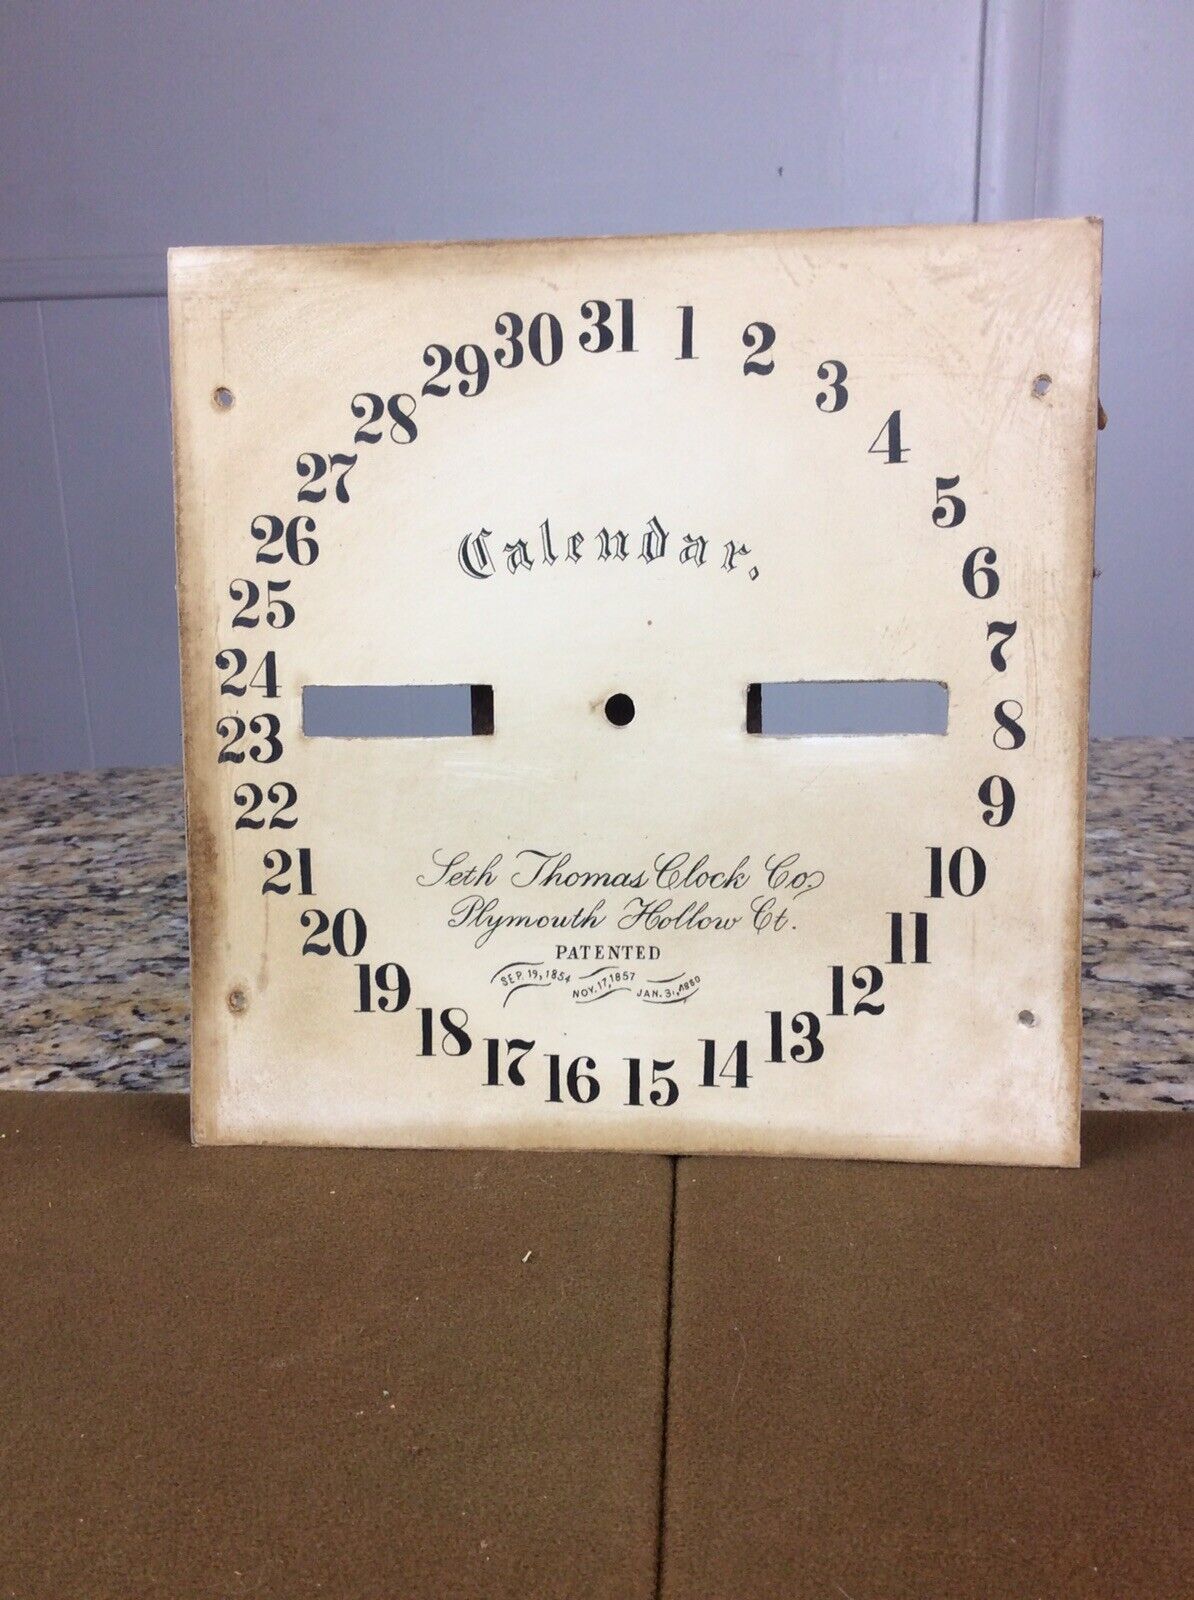 31 1 2 3 4 5 6 7 8 9 10 11 12 13 14 15 16 17 18 19 20 21 22 23 24 25 26 27 28 29 30
Calendar,
Seth Thomas Clock Co.
Plymouth Hollow Ct.
PATENTED
SEP. 19, 1854 NOV. 17, 1857 JAN. 31, 1860